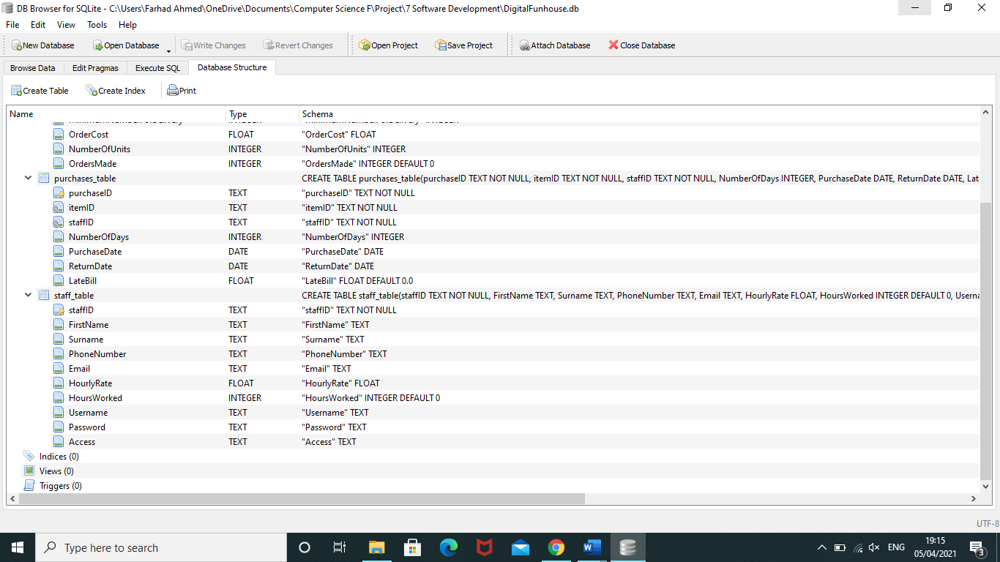 DB Browser for SQLite - C:\Users\Farhad Ahmed\OneDrive\Documents\Computer Science F\Project\7 Software Development\DigitalFunhouse.db
File Edit View Tools Help
New Database Open Database Write Changes Revert Changes Open Project Save Project Attach Database Close Database
Browse Data Edit Pragmas Execute SQL Database Structure
Create Table Create Index Print
Name Type Schema
OrderCost FLOAT "OrderCost" FLOAT
NumberOfUnits INTEGER "NumberOfUnits" INTEGER
OrdersMade INTEGER "OrdersMade" INTEGER DEFAULT 0
purchases_table CREATE TABLE purchases_table(purchaseID TEXT NOT NULL, itemID TEXT NOT NULL, staffID TEXT NOT NULL, NumberOfDays INTEGER, PurchaseDate DATE, ReturnDate DATE, Lat
purchaseID TEXT "purchaseID" TEXT NOT NULL
itemID TEXT "itemID" TEXT NOT NULL
staffID TEXT "staffID" TEXT NOT NULL
NumberOfDays INTEGER "NumberOfDays" INTEGER
PurchaseDate DATE "PurchaseDate" DATE
ReturnDate DATE "ReturnDate" DATE
LateBill FLOAT "LateBill" FLOAT DEFAULT 0.0
staff_table CREATE TABLE staff_table(staffID TEXT NOT NULL, FirstName TEXT, Surname TEXT, PhoneNumber TEXT, Email TEXT, HourlyRate FLOAT, HoursWorked INTEGER DEFAULT 0, Userna
staffID TEXT "staffID" TEXT NOT NULL
FirstName TEXT "FirstName" TEXT
Surname TEXT "Surname" TEXT
PhoneNumber TEXT "PhoneNumber" TEXT
Email TEXT "Email" TEXT
HourlyRate FLOAT "HourlyRate" FLOAT
HoursWorked INTEGER "HoursWorked" INTEGER DEFAULT 0
Username TEXT "Username" TEXT
Password TEXT "Password" TEXT
Access TEXT "Access" TEXT
Indices (0)
Views (0)
Triggers (0)
UTF-8
Type here to search
ENG
19:15
05/04/2021
3